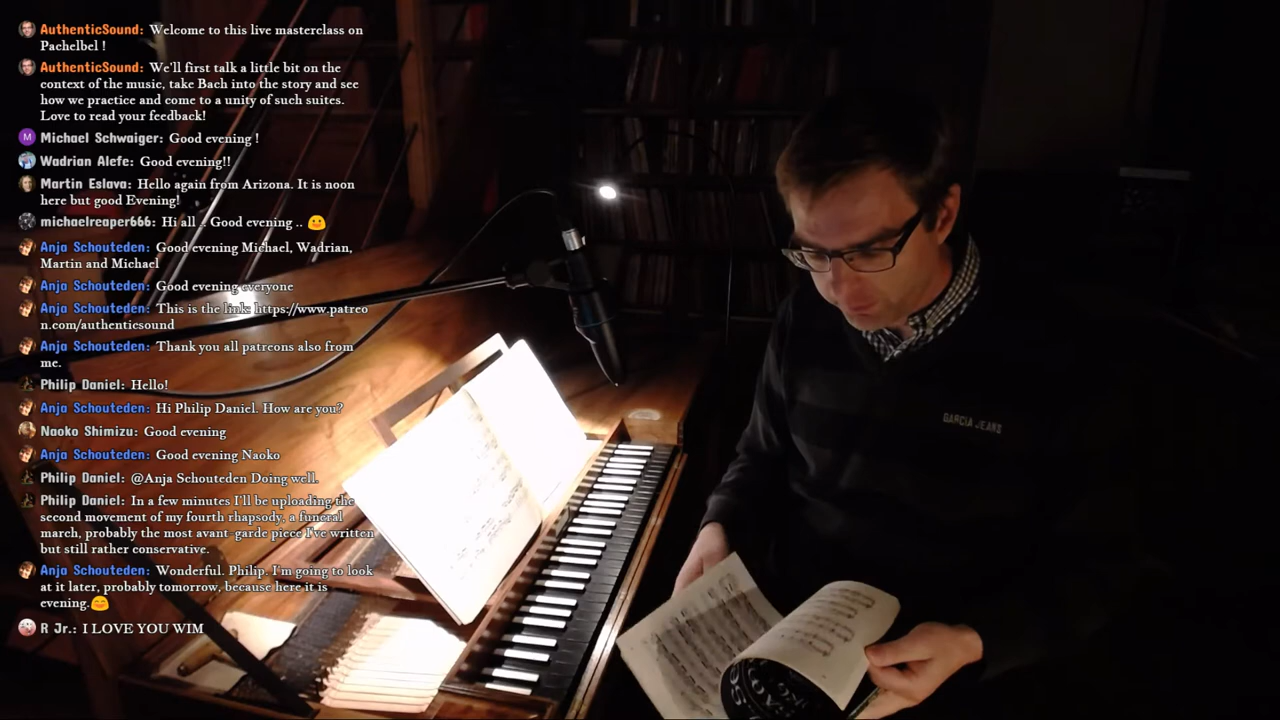 AuthenticSound: Welcome to this live masterclass on
Pachelbel !
AuthenticSound: We'll first talk a little bit on the
context of the music, take Bach into the story and see
how we practice and come to a unity of such suites.
Love to read your feedback!
M Michael Schwaiger: Good evening !
Wadrian Alefe: Good evening!!
Martin Eslava: Hello again from Arizona. It is noon
here but good Evening!
michaelreaper666: Hi all .. Good evening .. 🙂
Anja Schouteden: Good evening Michael, Wadrian,
Martin and Michael
Anja Schouteden: Good evening everyone
Anja Schouteden: This is the link: https://www.patreo
n.com/authenticsound
Anja Schouteden: Thank you all patreons also from
me.
Philip Daniel: Hello!
Anja Schouteden: Hi Philip Daniel. How are you?
Naoko Shimizu: Good evening
Anja Schouteden: Good evening Naoko
Philip Daniel: @Anja Schouteden Doing well.
Philip Daniel: In a few minutes I'll be uploading the
second movement of my fourth rhapsody, a funeral
march, probably the most avant-garde piece I've written
but still rather conservative.
Anja Schouteden: Wonderful. Philip. I'm going to look
at it later, probably tomorrow, because here it is
evening.😊
R Jr.: I LOVE YOU WIM
GARCIA JEANS